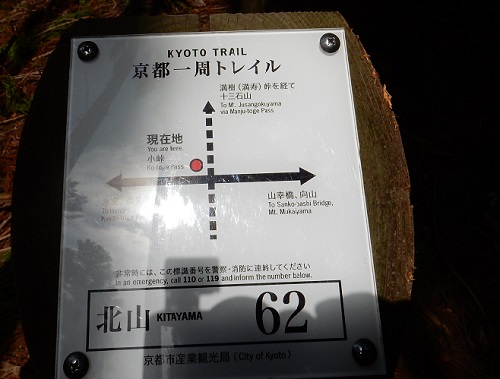 KYOTO TRAIL
京都一周トレイル
満樹(満寿)峠を経て
十三石山
To Mt. Jusangokuyama
via Manju-toge Pass
現在地
You are here.
小峠
Pass
山幸橋、向山
To Sanko-bashi Bridge,
Mt. Mukaiyama
非常時には、この標識番号を警察・消防に連絡してください
In an emergency, call 110 or 119 and inform the number below.
北山 KITAYAMA 62
京都市産業観光局 (City of Kyoto)